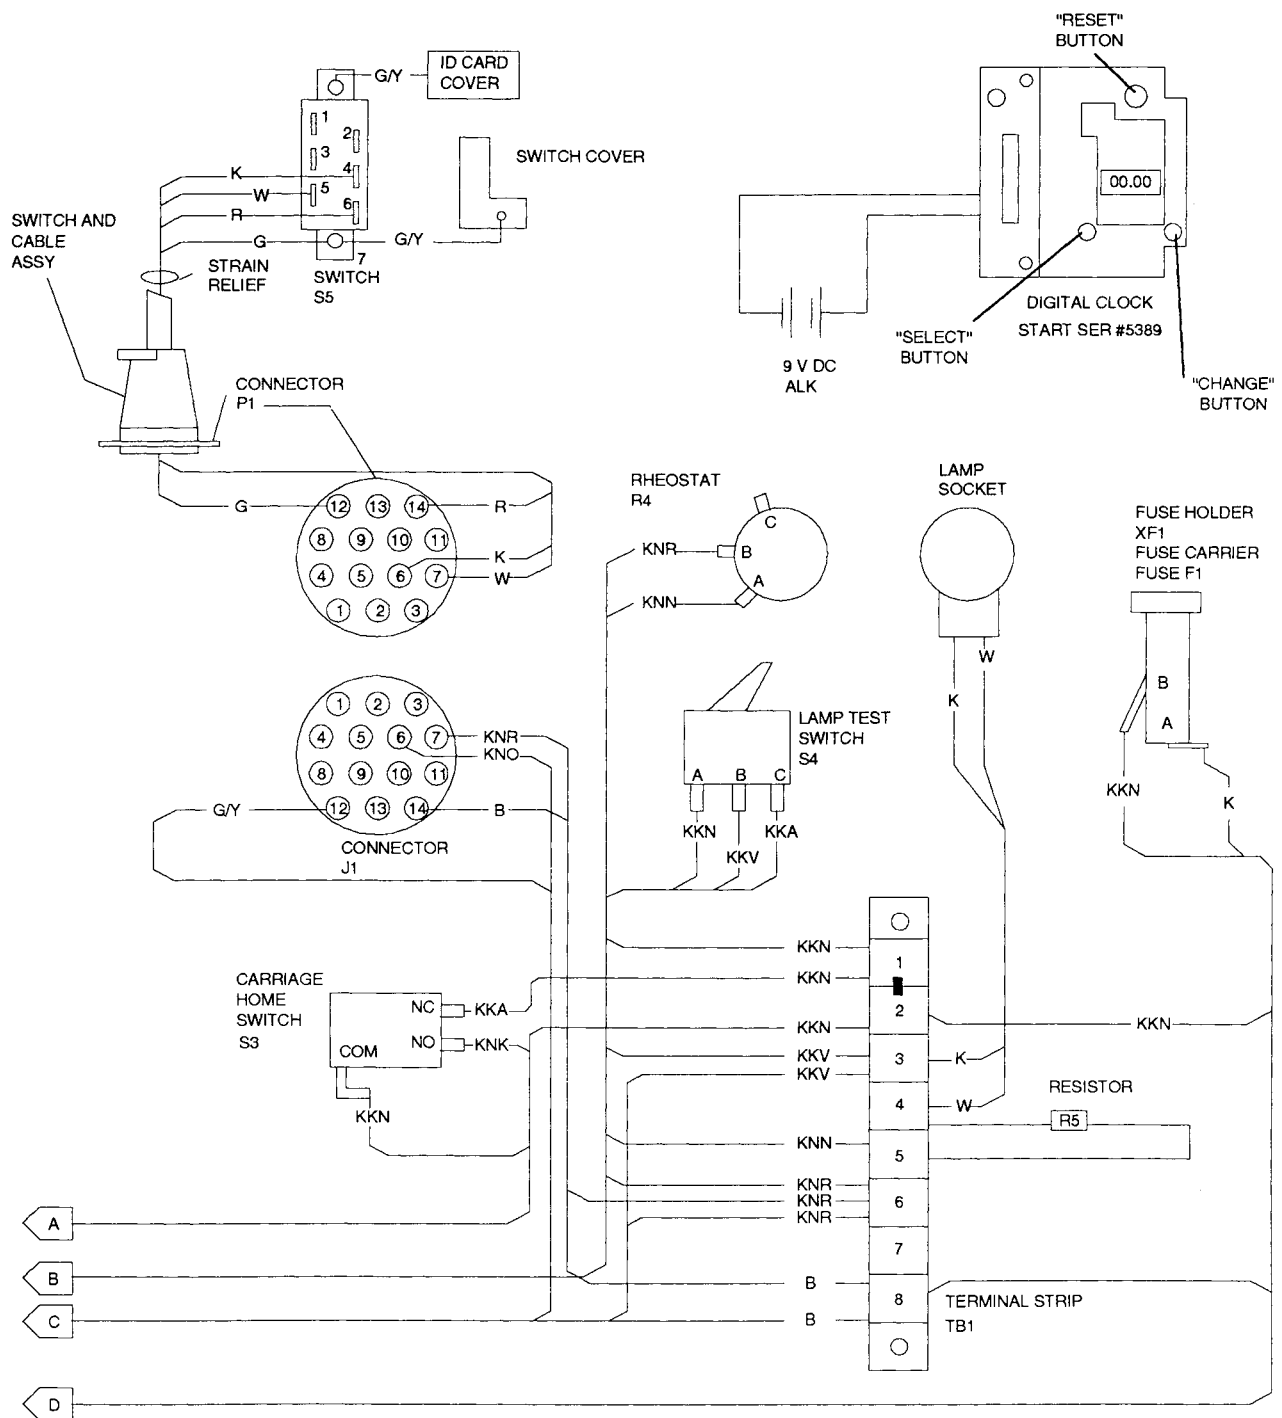 "RESET"
BUTTON
ID CARD
COVER
G/Y
1
2
3
4
5
6
7
K
W
R
G
G/Y
SWITCH COVER
SWITCH AND
CABLE
ASSY
STRAIN
RELIEF
SWITCH
S5
00.00
DIGITAL CLOCK
START SER #5389
"SELECT"
BUTTON
"CHANGE"
BUTTON
9 V DC
ALK
CONNECTOR
P1
G
12 13 14
R
8 9 10 11
K
4 5 6 7
W
1 2 3
RHEOSTAT
R4
C
KNR
B
A
KNN
LAMP
SOCKET
K
W
FUSE HOLDER
XF1
FUSE CARRIER
FUSE F1
B
A
KKN
K
1 2 3
4 5 6 7
KNR
KNO
8 9 10 11
G/Y
12 13 14
B
CONNECTOR
J1
LAMP TEST
SWITCH
S4
A B C
KKN
KKV
KKA
CARRIAGE
HOME
SWITCH
S3
NC
KKA
NO
KNK
COM
KKN
KKN
1
KKN
2
KKN
KKN
KKV
3
K
KKV
4
W
RESISTOR
R5
KNN
5
KNR
KNR
6
KNR
7
B
8
B
TERMINAL STRIP
TB1
A
B
C
D